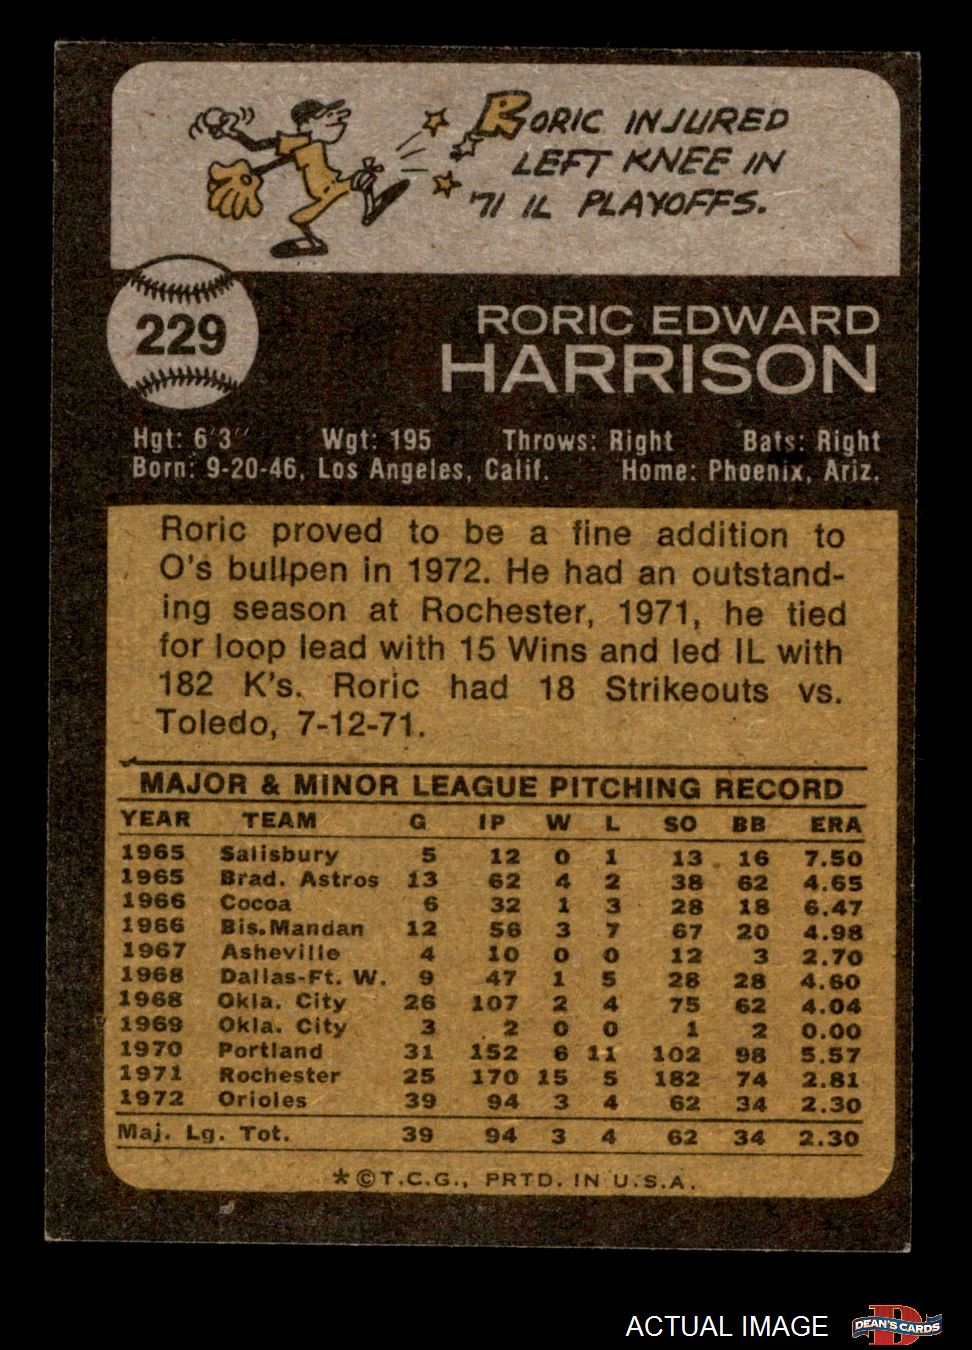 RORIC INJURED
LEFT KNEE IN
'71 IL PLAYOFFS.
229
RORIC EDWARD
HARRISON
Hgt: 6'3" Wgt: 195 Throws: Right Bats: Right
Born: 9-20-46, Los Angeles, Calif. Home: Phoenix, Ariz.
Roric proved to be a fine addition to
O's bullpen in 1972. He had an outstand-
ing season at Rochester, 1971, he tied
for loop lead with 15 Wins and led IL with
182 K's. Roric had 18 Strikeouts vs.
Toledo, 7-12-71.
MAJOR & MINOR LEAGUE PITCHING RECORD
YEAR TEAM G IP W L SO BB ERA
1965 Salisbury 5 12 0 1 13 16 7.50
1965 Brad. Astros 13 62 4 2 38 62 4.65
1966 Cocoa 6 32 1 3 28 18 6.47
1966 Bis.Mandan 12 56 3 7 67 20 4.98
1967 Asheville 4 10 0 0 12 3 2.70
1968 Dallas-Ft. W. 9 47 1 5 28 28 4.60
1968 Okla. City 26 107 2 4 75 62 4.04
1969 Okla. City 3 2 0 0 1 2 0.00
1970 Portland 31 152 6 11 102 98 5.57
1971 Rochester 25 170 15 5 182 74 2.81
1972 Orioles 39 94 3 4 62 34 2.30
Maj. Lg. Tot. 39 94 3 4 62 34 2.30
*©T.C.G., PRTD. IN U.S.A.
ACTUAL IMAGE
D
DEAN'S CARDS